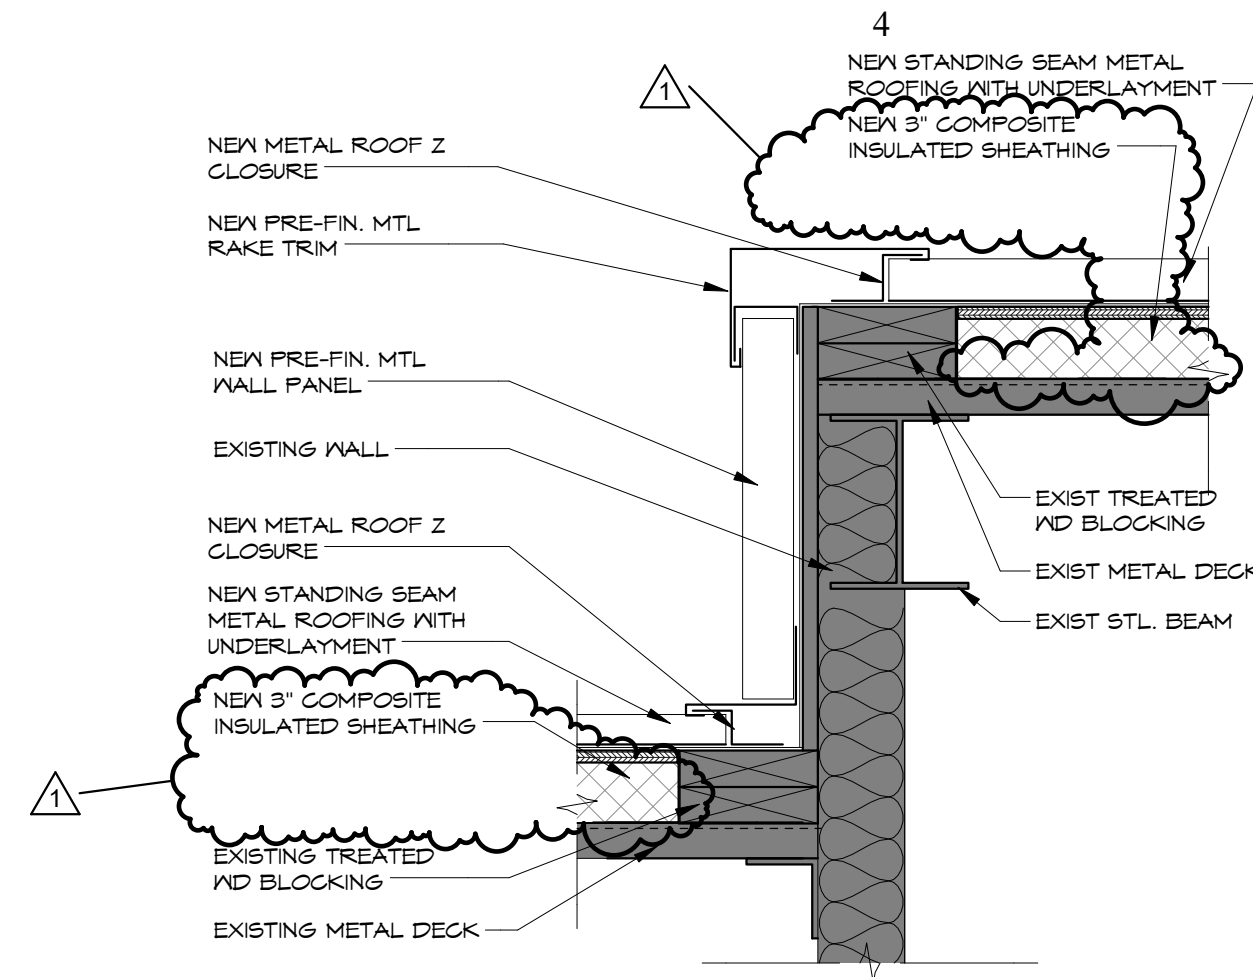 4
NEW STANDING SEAM METAL
ROOFING WITH UNDERLAYMENT
1
NEW 3" COMPOSITE
INSULATED SHEATHING
NEW METAL ROOF Z
CLOSURE
NEW PRE-FIN. MTL
RAKE TRIM
NEW PRE-FIN. MTL
WALL PANEL
EXISTING WALL
EXIST TREATED
WD BLOCKING
NEW METAL ROOF Z
CLOSURE
EXIST METAL DECK
NEW STANDING SEAM
METAL ROOFING WITH
UNDERLAYMENT
EXIST STL. BEAM
NEW 3" COMPOSITE
INSULATED SHEATHING
1
EXISTING TREATED
WD BLOCKING
EXISTING METAL DECK